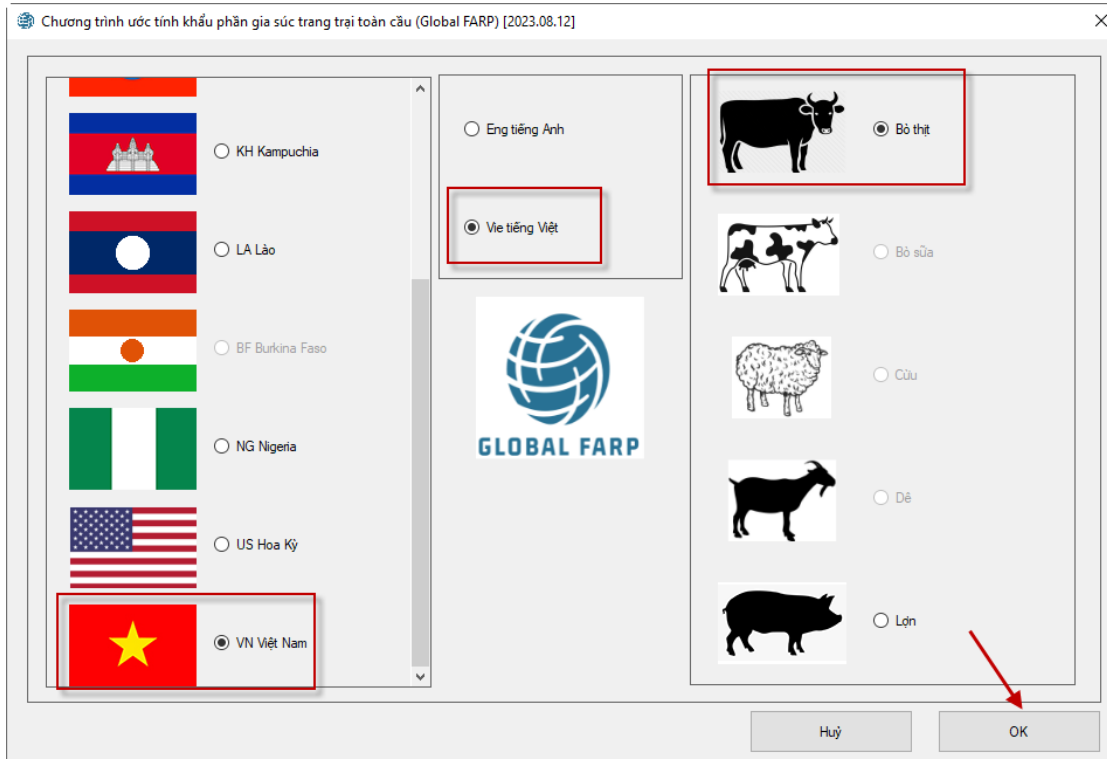 Chương trình ước tính khẩu phần gia súc trang trại toàn cầu (Global FARP) [2023.08.12]
KH Kampuchia
LA Lào
BF Burkina Faso
NG Nigeria
US Hoa Kỳ
VN Việt Nam
Eng tiếng Anh
Vie tiếng Việt
GLOBAL FARP
Bò thịt
Bò sữa
Cừu
Dê
Lợn
Huỷ
OK